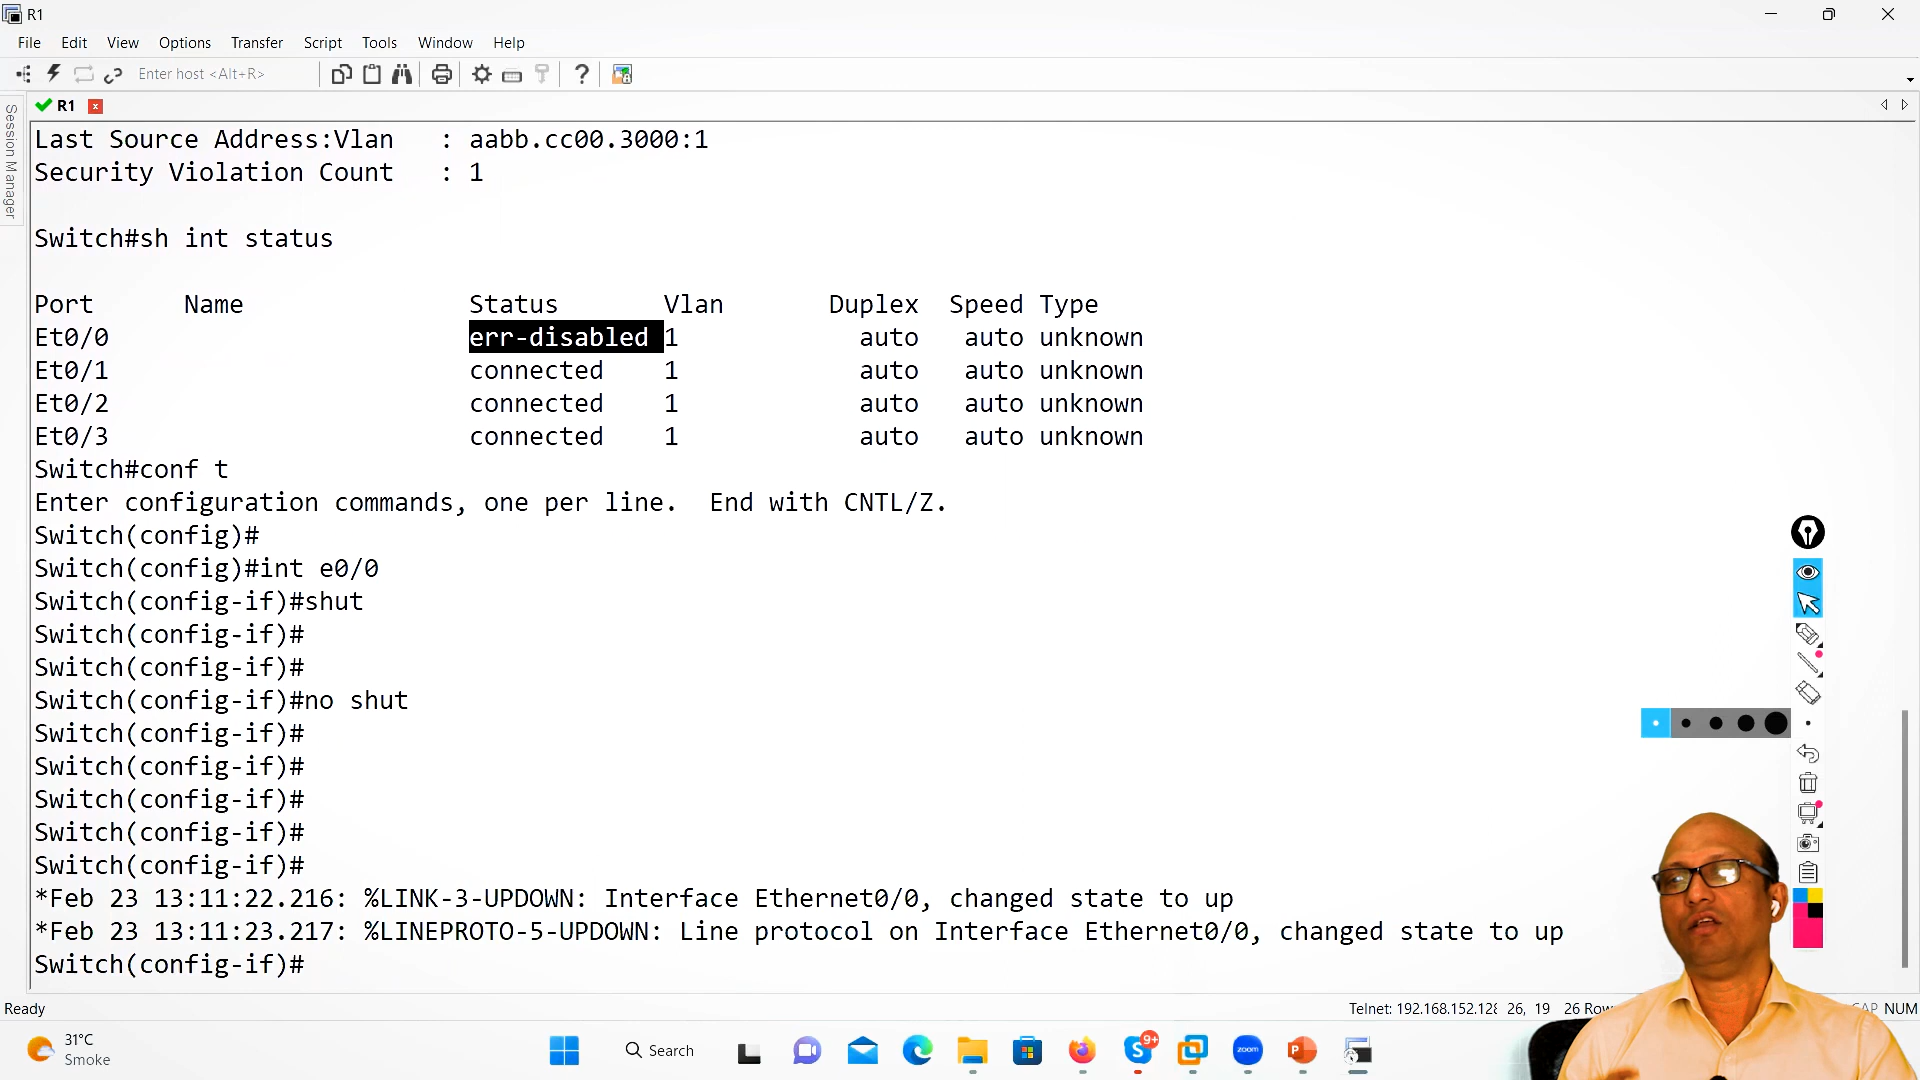 R1
File Edit View Options Transfer Script Tools Window Help
Enter host <Alt+R>
R1
Session Manager
Last Source Address:Vlan   : aabb.cc00.3000:1
Security Violation Count   : 1
Switch#sh int status
Port      Name               Status       Vlan       Duplex  Speed Type
Et0/0                        err-disabled 1            auto   auto unknown
Et0/1                        connected    1            auto   auto unknown
Et0/2                        connected    1            auto   auto unknown
Et0/3                        connected    1            auto   auto unknown
Switch#conf t
Enter configuration commands, one per line.  End with CNTL/Z.
Switch(config)#
Switch(config)#int e0/0
Switch(config-if)#shut
Switch(config-if)#
Switch(config-if)#
Switch(config-if)#no shut
Switch(config-if)#
Switch(config-if)#
Switch(config-if)#
Switch(config-if)#
Switch(config-if)#
*Feb 23 13:11:22.216: %LINK-3-UPDOWN: Interface Ethernet0/0, changed state to up
*Feb 23 13:11:23.217: %LINEPROTO-5-UPDOWN: Line protocol on Interface Ethernet0/0, changed state to up
Switch(config-if)#
Ready Telnet: 192.168.152.128 26, 19 26 NUM
31°C
Smoke
Search
9+
zoom
P